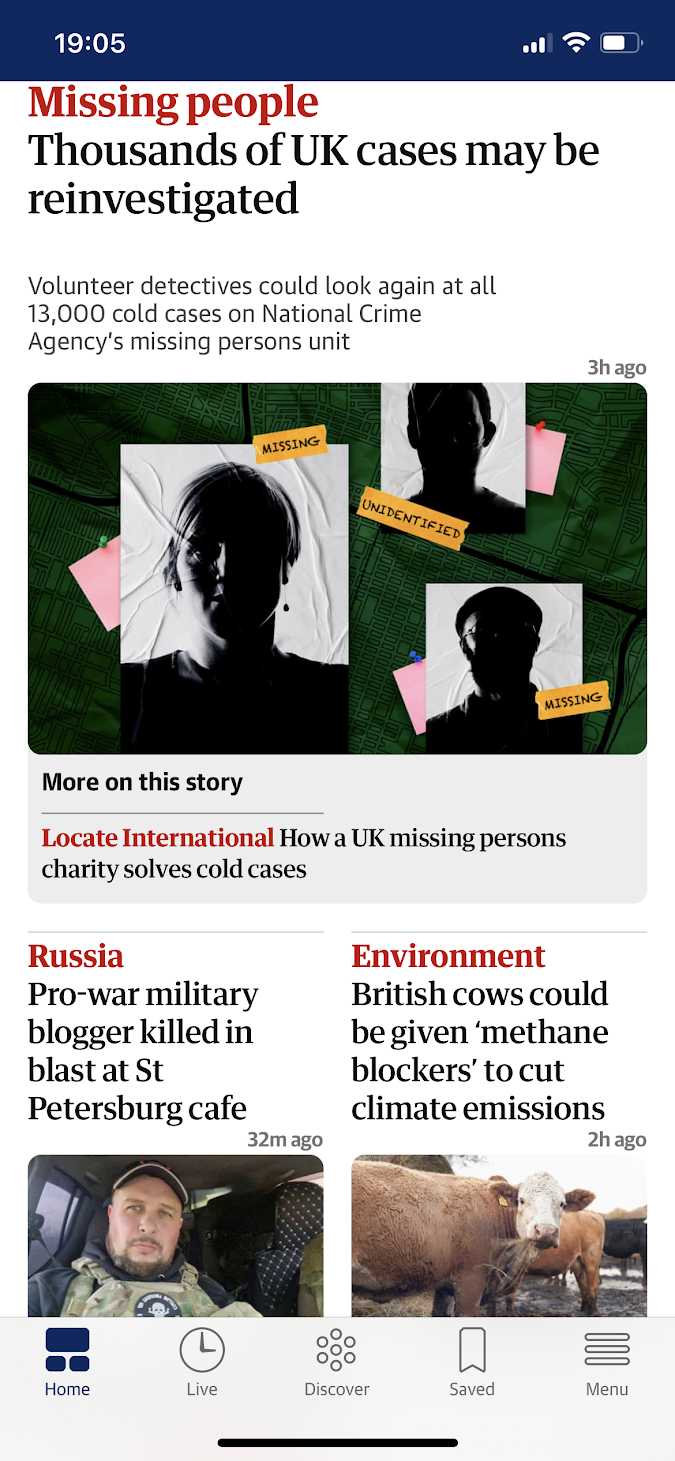 19:05
Missing people
Thousands of UK cases may be
reinvestigated
Volunteer detectives could look again at all
13,000 cold cases on National Crime
Agency's missing persons unit
3h ago
MISSING
UNIDENTIFIED
MISSING
More on this story
Locate International How a UK missing persons
charity solves cold cases
Russia
Pro-war military
blogger killed in
blast at St
Petersburg cafe
32m ago
Environment
British cows could
be given ‘methane
blockers’ to cut
climate emissions
2h ago
Home
Live
Discover
Saved
Menu